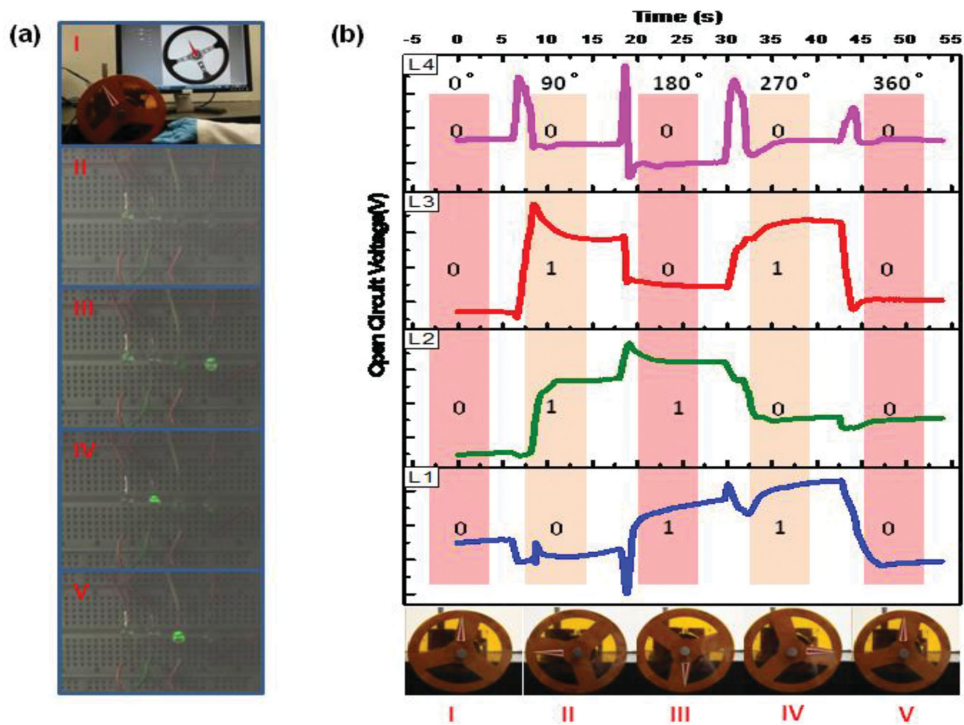 (a)
I
II
III
IV
V
(b)
Time (s)
-5 0 5 10 15 20 25 30 35 40 45 50 55
Open Circuit Voltage(V)
L4
0° 90° 180° 270° 360°
0 0 0 0 0
L3
0 1 0 1 0
L2
0 1 1 0 0
L1
0 0 1 1 0
I II III IV V